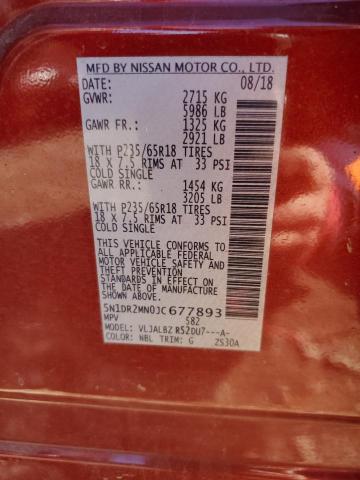 MFD BY NISSAN MOTOR CO., LTD.
DATE: 08/18
GVWR: 2715 KG
5986 LB
GAWR FR.: 1325 KG
2921 LB
WITH P235/65R18 TIRES
18 X 7.5 RIMS AT 33 PSI
COLD SINGLE
GAWR RR.: 1454 KG
3205 LB
WITH P235/65R18 TIRES
18 X 7.5 RIMS AT 33 PSI
COLD SINGLE
THIS VEHICLE CONFORMS TO
ALL APPLICABLE FEDERAL
MOTOR VEHICLE SAFETY
AND THEFT PREVENTION
STANDARDS IN EFFECT ON
THE DATE OF MANUFACTURE
SHOWN ABOVE.
5N1DR2MN0JC677893
MPV 582
MODEL: VLJALBZ R52DU7---A-
COLOR: NBL TRIM: G 2S30A